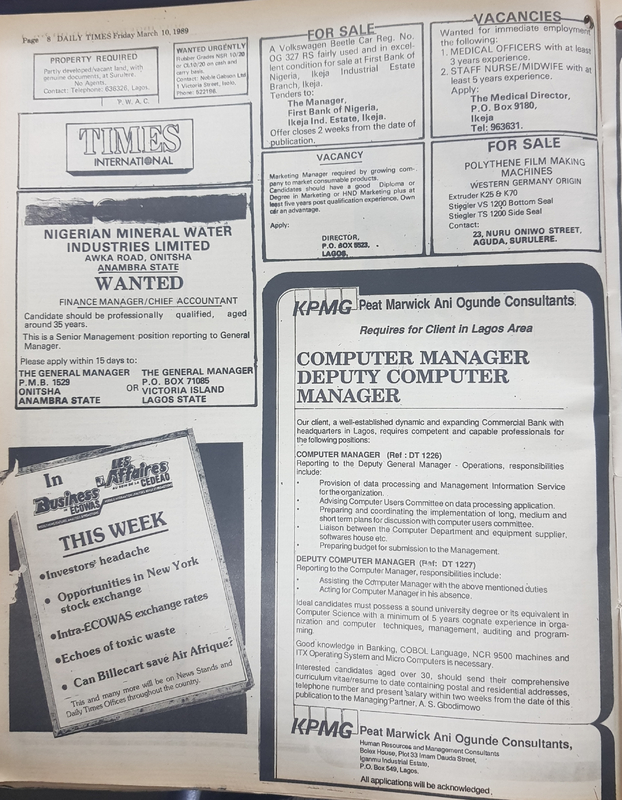 Page 8 DAILY TIMES Friday March 10, 1989
PROPERTY REQUIRED
Partly developed/vacant land, with
genuine documents, at Surulere.
No Agents.
Contact: Telephone: 636326, Lagos.
P. W. A. C.
WANTED URGENTLY
Rubber Grades NSR 10/20
or CL10/20 on cash and
carry basis.
Contact: Noble Gatson Ltd
1 Victoria Street, Isolo.
Phone: 522198.
TIMES
INTERNATIONAL
NIGERIAN MINERAL WATER
INDUSTRIES LIMITED
AWKA ROAD, ONITSHA
ANAMBRA STATE
WANTED
FINANCE MANAGER/CHIEF ACCOUNTANT
Candidate should be professionally qualified, aged
around 35 years.
This is a Senior Management position reporting to General
Manager.
Please apply within 15 days to:
THE GENERAL MANAGER
P.M.B. 1529
ONITSHA
ANAMBRA STATE
OR
THE GENERAL MANAGER
P.O. BOX 71085
VICTORIA ISLAND
LAGOS STATE
In
Business
IN ECOWAS
LES
Affaires
AU SEIN DE LA CEDEAO
THIS WEEK
•Investors' headache
• Opportunities in New York
stock exchange
•Intra-ECOWAS exchange rates
•Echoes of toxic waste
• Can Billecart save Air Afrique?
This and many more will be on News Stands and
Daily Times Offices throughout the country.
FOR SALE
A Volkswagen Beetle Car Reg. No.
OG 327 RS fairly used and in excel-
lent condition for sale at First Bank of
Nigeria, Ikeja Industrial Estate
Branch, Ikeja.
Tenders to:
The Manager,
First Bank of Nigeria,
Ikeja Ind. Estate, Ikeja.
Offer closes 2 weeks from the date of
publication.
VACANCIES
Wanted for immediate employment
the following:
1. MEDICAL OFFICERS with at least
3 years experience.
2. STAFF NURSE/MIDWIFE with at
least 5 years experience.
Apply:
The Medical Director,
P.O. Box 9180,
Ikeja
Tel: 963631.
VACANCY
Marketing Manager required by growing com-
pany to market consumable products.
Candidates should have a good Diploma or
Degree in Marketing or HND Marketing plus at
least five years post qualification experience. Own
car an advantage.
Apply:
DIRECTOR,
P.O. BOX 8523,
LAGOS.
FOR SALE
POLYTHENE FILM MAKING
MACHINES
WESTERN GERMANY ORIGIN
Extruder K25 & K70
Stiegler VS 1200 Bottom Seal
Stiegler TS 1200 Side Seal
Contact:
23, NURU ONIWO STREET,
AGUDA, SURULERE.
KPMG Peat Marwick Ani Ogunde Consultants.
Requires for Client in Lagos Area
COMPUTER MANAGER
DEPUTY COMPUTER
MANAGER
Our client, a well-established dynamic and expanding Commercial Bank with
headquarters in Lagos, requires competent and capable professionals for
the following positions:
COMPUTER MANAGER (Ref : DT 1226)
Reporting to the Deputy General Manager - Operations, responsibilities
include:
• Provision of data processing and Management Information Service
for the organization.
• Advising Computer Users Committee on data processing application.
• Preparing and coordinating the implementation of long, medium and
short term plans for discussion with computer users committee.
• Liaison between the Computer Department and equipment supplier,
softwares house etc.
• Preparing budget for submission to the Management.
DEPUTY COMPUTER MANAGER (Ref: DT 1227)
Reporting to the Computer Manager, responsibilities include:
• Assisting the Computer Manager with the above mentioned duties
• Acting for Computer Manager in his absence.
Ideal candidates must possess a sound university degree or its equivalent in
Computer Science with a minimum of 5 years cognate experience in orga-
nization and computer techniques, management, auditing and program-
ming.
Good knowledge in Banking, COBOL Language, NCR 9500 machines and
ITX Operating System and Micro Computers is necessary.
Interested candidates aged over 30, should send their comprehensive
curriculum vitae/resume to date containing postal and residential addresses,
telephone number and present salary within two weeks from the date of this
publication to the Managing Partner, A. S. Gbodimowo
KPMG Peat Marwick Ani Ogunde Consultants,
Human Resources and Management Consultants
Bolex House, Plot 33 Imam Dauda Street,
Iganmu Industrial Estate,
P.O. Box 549, Lagos.
All applications will be acknowledged